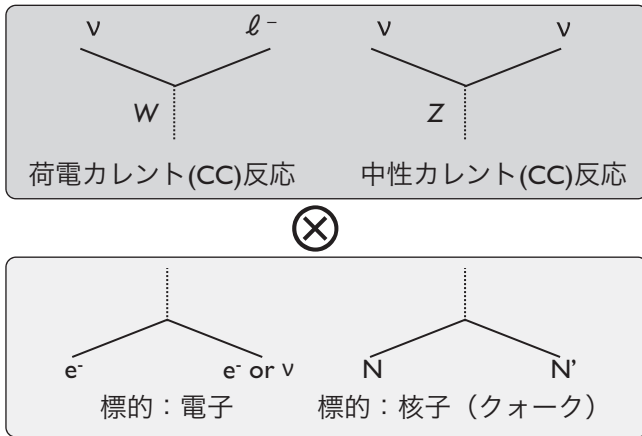 ν ℓ⁻ ν ν
W Z
荷電カレント(CC)反応 中性カレント(CC)反応
⊗
e⁻ e⁻ or ν N N'
標的：電子 標的：核子（クォーク）